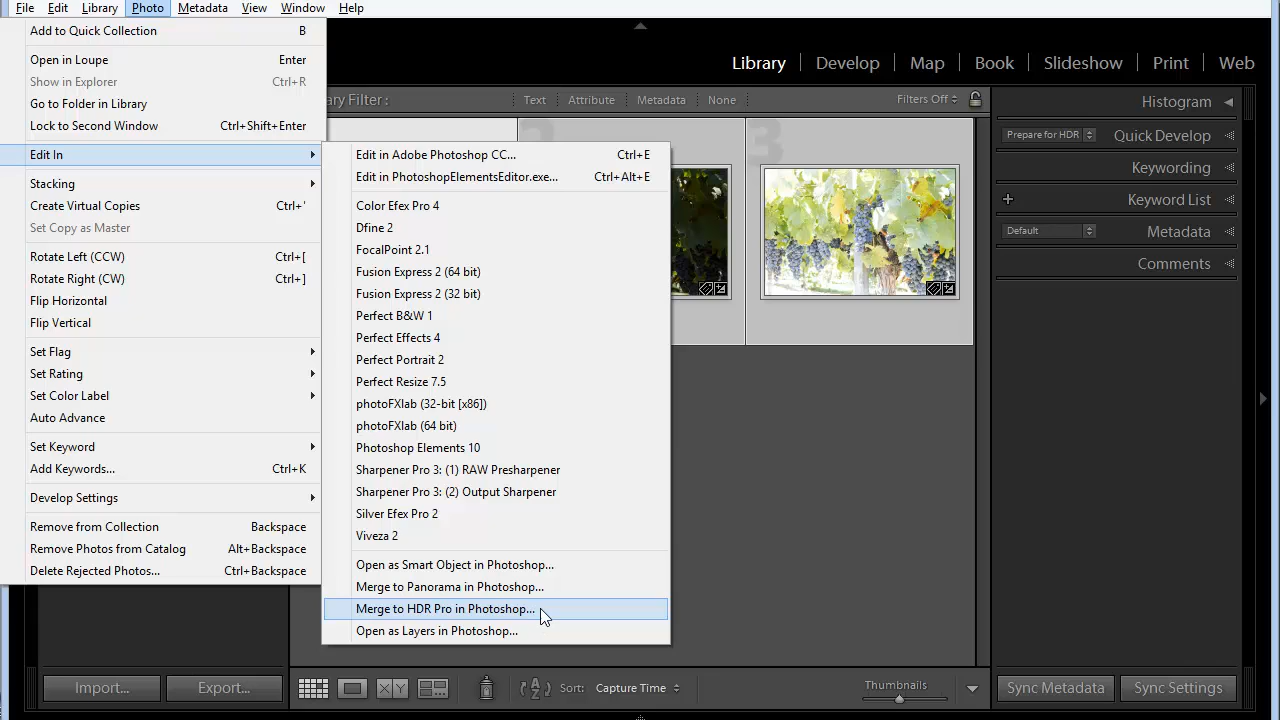 File Edit Library Photo Metadata View Window Help
Add to Quick Collection B
Open in Loupe Enter
Show in Explorer Ctrl+R
Go to Folder in Library
Lock to Second Window Ctrl+Shift+Enter
Edit In
Stacking
Create Virtual Copies Ctrl+'
Set Copy as Master
Rotate Left (CCW) Ctrl+[
Rotate Right (CW) Ctrl+]
Flip Horizontal
Flip Vertical
Set Flag
Set Rating
Set Color Label
Auto Advance
Set Keyword
Add Keywords... Ctrl+K
Develop Settings
Remove from Collection Backspace
Remove Photos from Catalog Alt+Backspace
Delete Rejected Photos... Ctrl+Backspace
Edit in Adobe Photoshop CC... Ctrl+E
Edit in PhotoshopElementsEditor.exe... Ctrl+Alt+E
Color Efex Pro 4
Dfine 2
FocalPoint 2.1
Fusion Express 2 (64 bit)
Fusion Express 2 (32 bit)
Perfect B&W 1
Perfect Effects 4
Perfect Portrait 2
Perfect Resize 7.5
photoFXlab (32-bit [x86])
photoFXlab (64 bit)
Photoshop Elements 10
Sharpener Pro 3: (1) RAW Presharpener
Sharpener Pro 3: (2) Output Sharpener
Silver Efex Pro 2
Viveza 2
Open as Smart Object in Photoshop...
Merge to Panorama in Photoshop...
Merge to HDR Pro in Photoshop...
Open as Layers in Photoshop...
Library Develop Map Book Slideshow Print Web
Filter : Text Attribute Metadata None Filters Off
2 3
Histogram
Prepare for HDR Quick Develop
Keywording
Keyword List
Default Metadata
Comments
Import... Export... XY Sort: Capture Time Thumbnails Sync Metadata Sync Settings